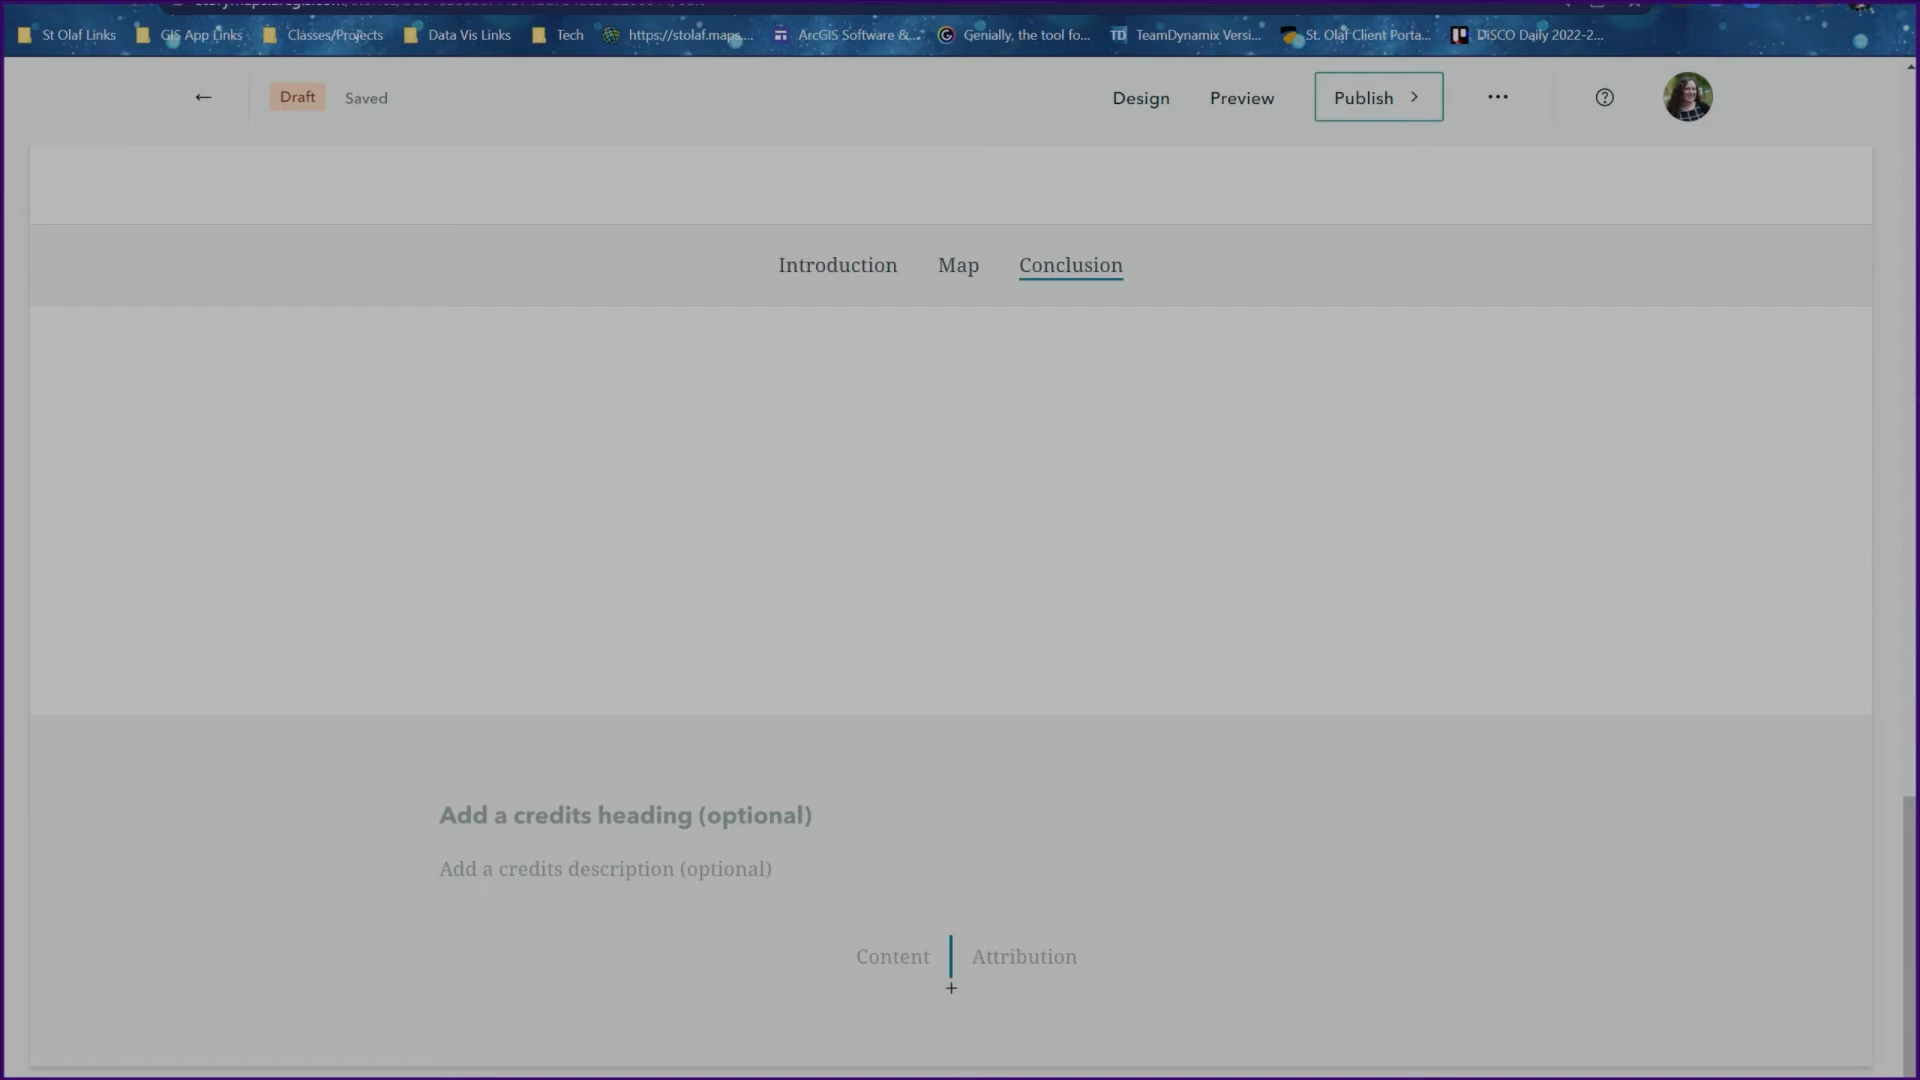 St Olaf Links GIS App Links Classes/Projects Data Vis Links Tech https://stolaf.maps.... ArcGIS Software &... Genially, the tool fo... TD TeamDynamix Versi... St. Olaf Client Porta... DiSCO Daily 2022-2...
Draft Saved Design Preview Publish > ... ?
Introduction Map Conclusion
Add a credits heading (optional)
Add a credits description (optional)
Content Attribution
+